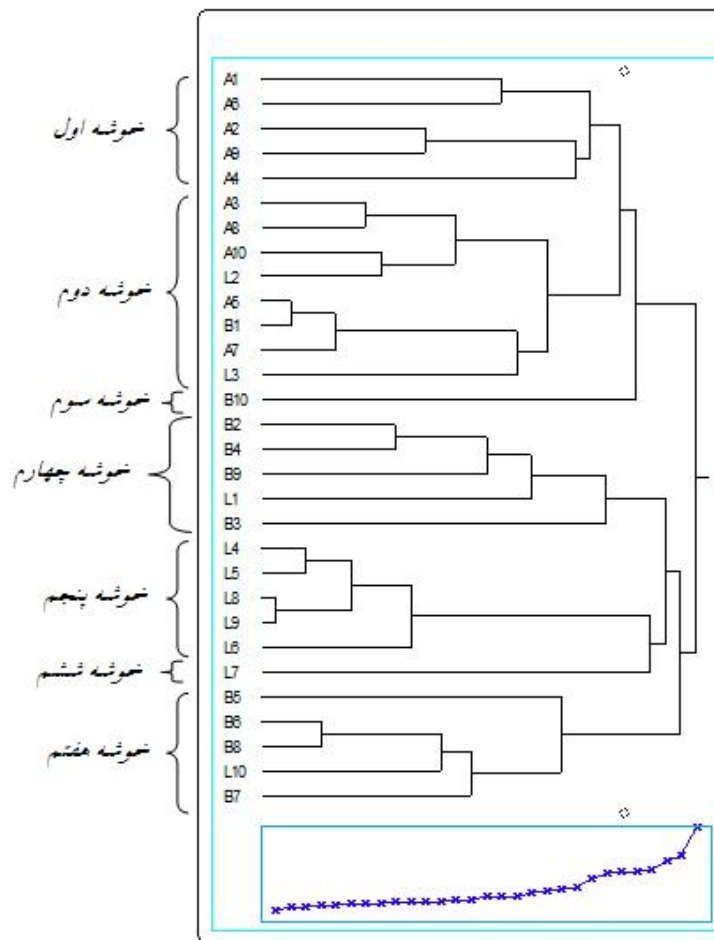 خوشه اول
A1
A6
A2
A9
A4
خوشه دوم
A3
A8
A10
L2
A5
B1
A7
L3
خوشه سوم
B10
خوشه چهارم
B2
B4
B9
L1
B3
خوشه پنجم
L4
L5
L8
L9
L6
خوشه ششم
L7
خوشه هفتم
B5
B6
B8
L10
B7